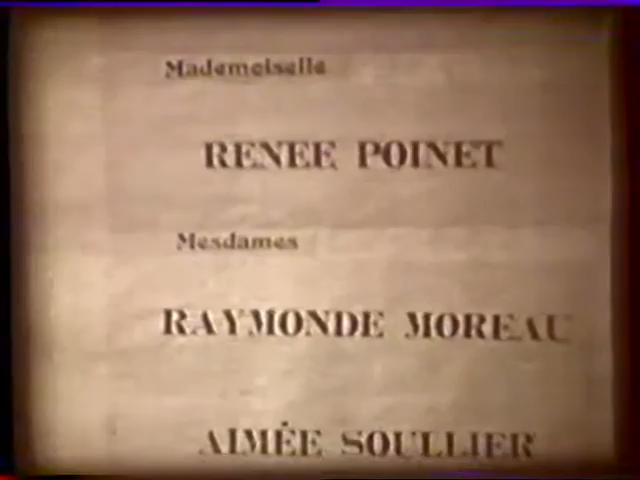 Mademoiselle
RENEE POINET
Mesdames
RAYMONDE MOREAU
AIMÉE SOULLIER